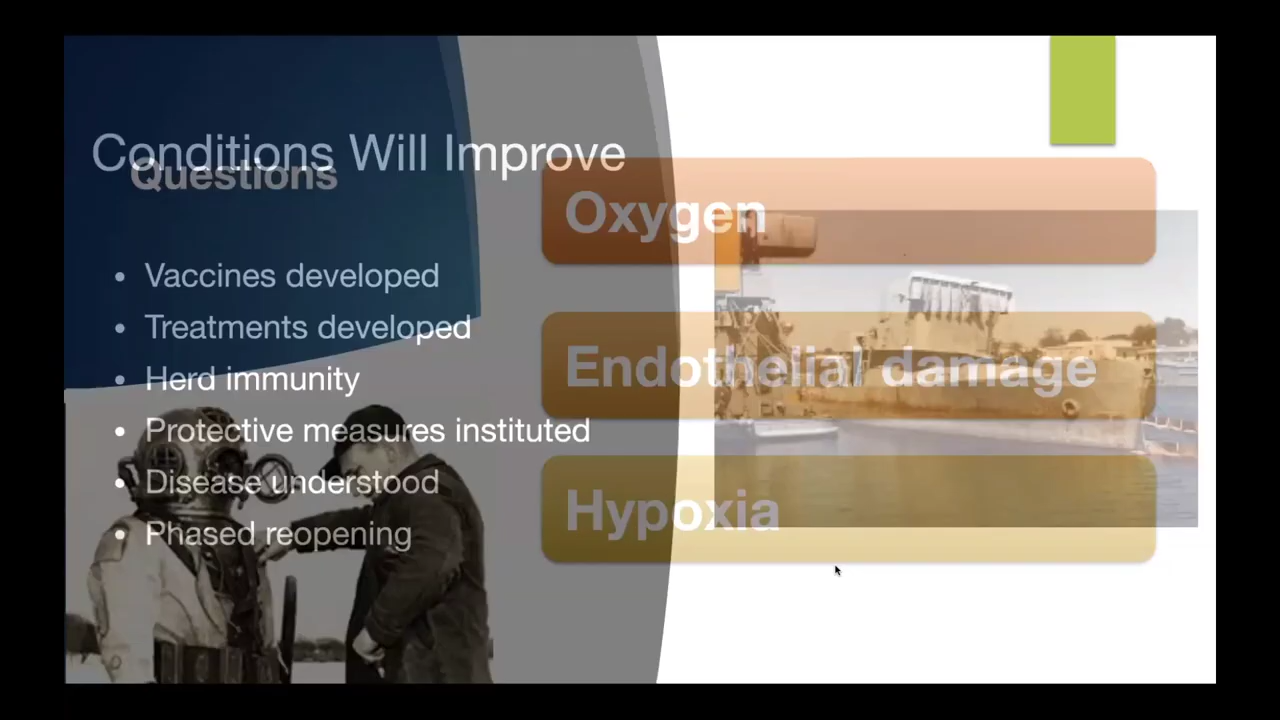 Conditions Will Improve
Questions
Vaccines developed
Treatments developed
Herd immunity
Protective measures instituted
Disease understood
Phased reopening
Oxygen
Endothelial damage
Hypoxia